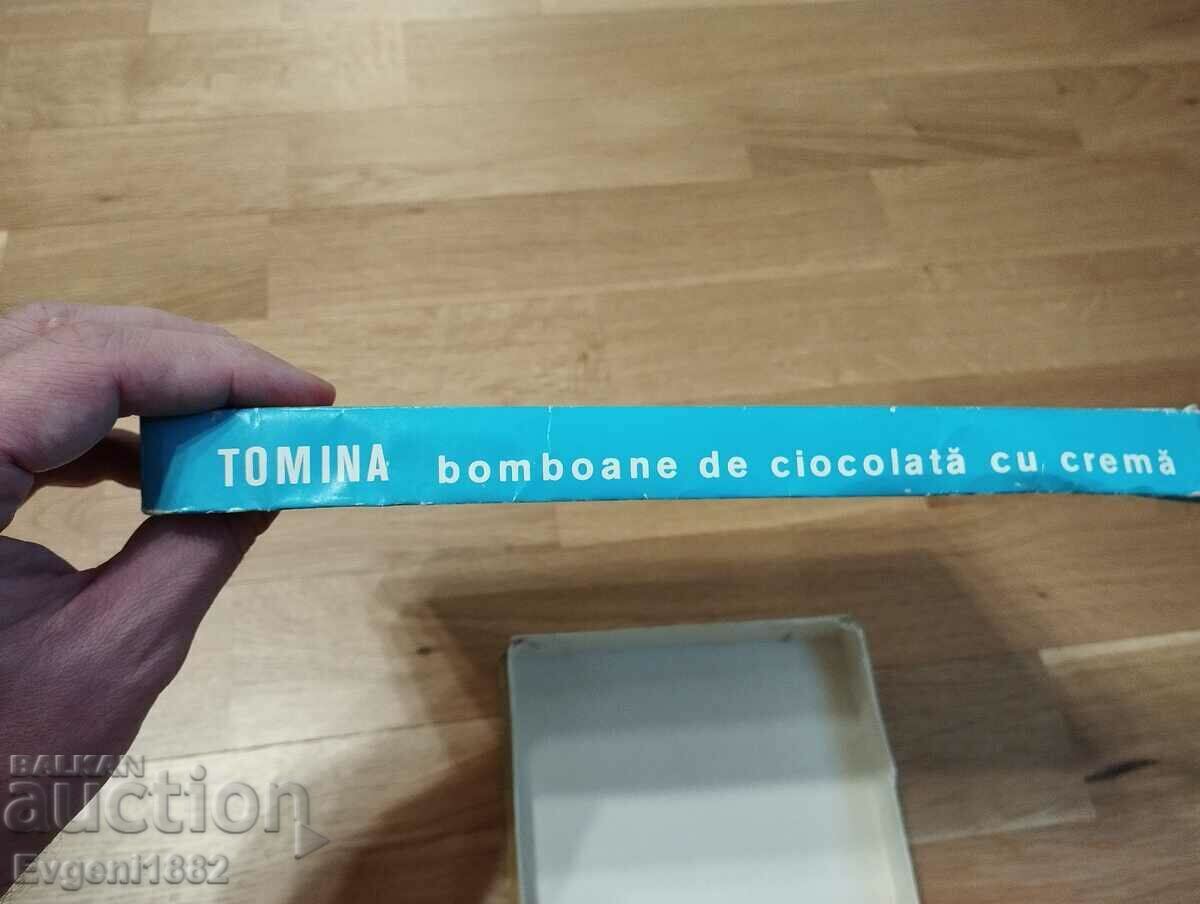 TOMINA bomboane de ciocolată cu cremă
BALKAN
auction
Evgeni1882